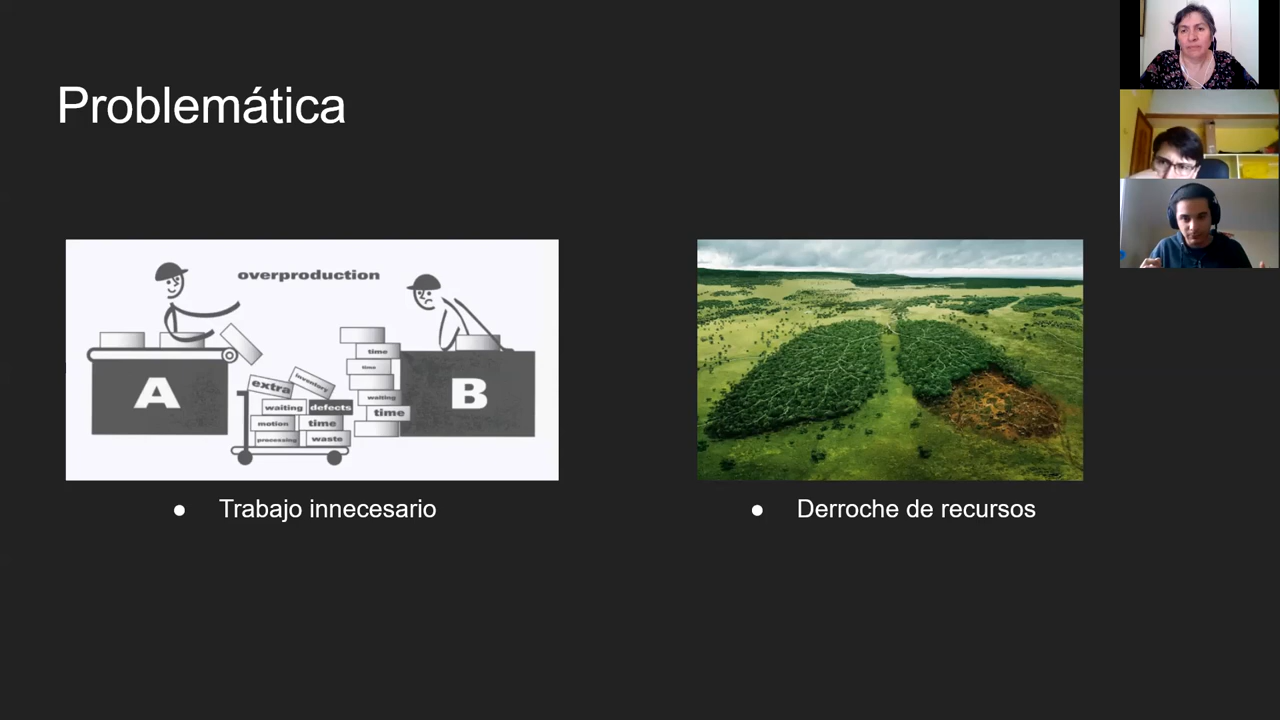 Problemática
overproduction
A
B
extra
inventory
waiting
defects
motion
time
processing
waste
time
time
waiting
time
● Trabajo innecesario
● Derroche de recursos